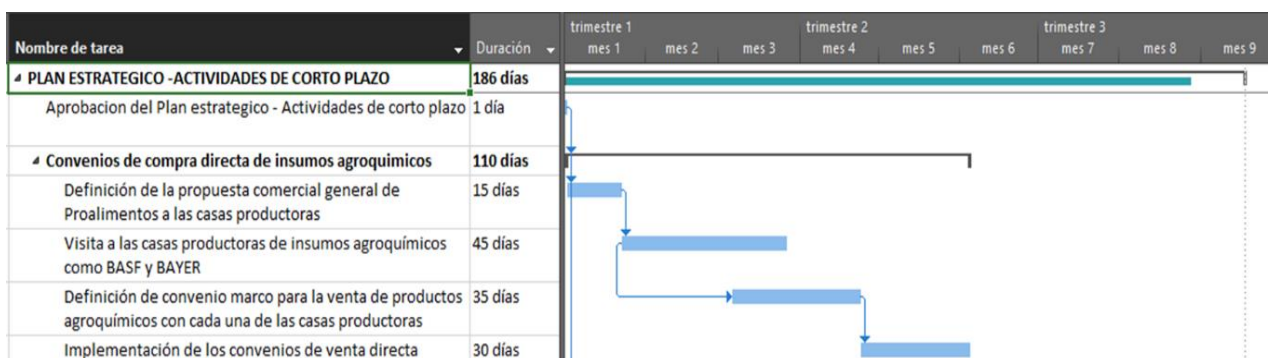 trimestre 1 trimestre 2 trimestre 3
Nombre de tarea Duración mes 1 mes 2 mes 3 mes 4 mes 5 mes 6 mes 7 mes 8 mes 9
PLAN ESTRATEGICO -ACTIVIDADES DE CORTO PLAZO 186 días
Aprobacion del Plan estrategico - Actividades de corto plazo 1 día
Convenios de compra directa de insumos agroquimicos 110 días
Definición de la propuesta comercial general de 15 días
Proalimentos a las casas productoras
Visita a las casas productoras de insumos agroquímicos 45 días
como BASF y BAYER
Definición de convenio marco para la venta de productos 35 días
agroquímicos con cada una de las casas productoras
Implementación de los convenios de venta directa 30 días